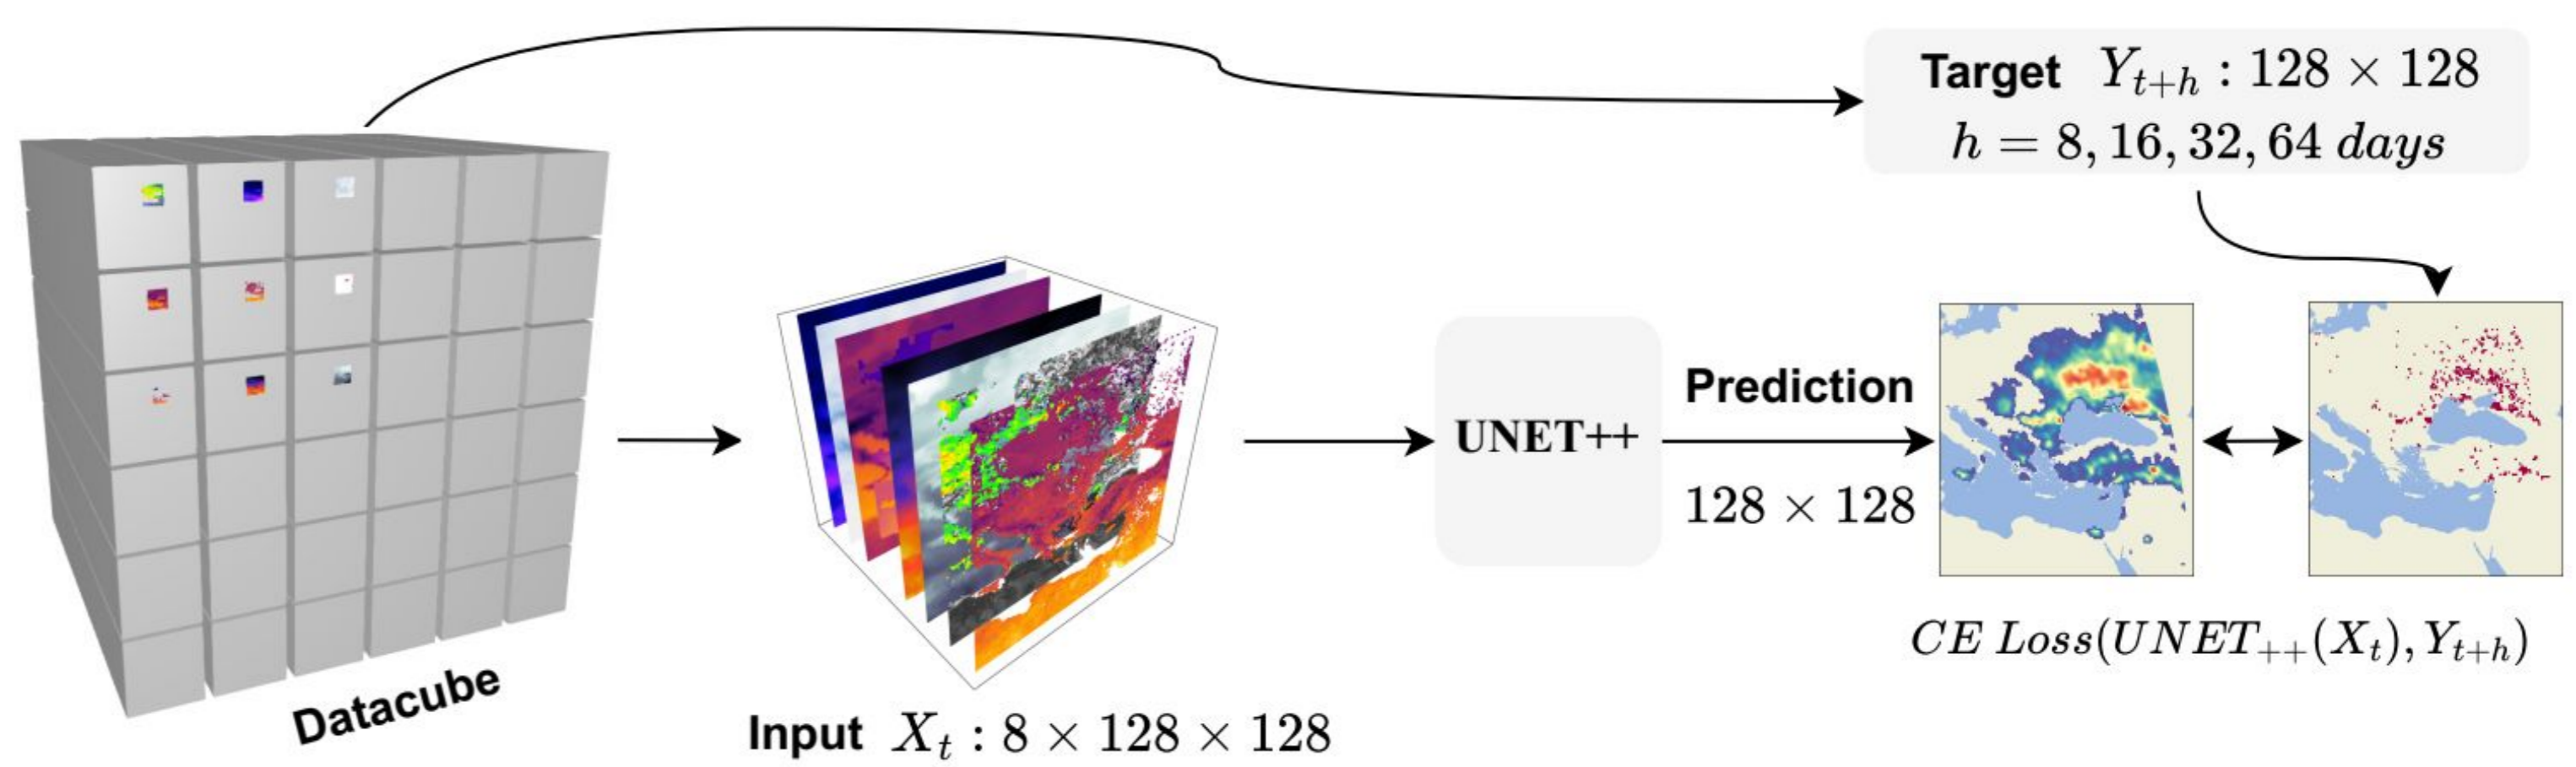 Target Y_{t+h} : 128 × 128
h = 8, 16, 32, 64 days
Datacube
Input X_t : 8 × 128 × 128
UNET++
Prediction
128 × 128
CE Loss(UNET_{++}(X_t), Y_{t+h})